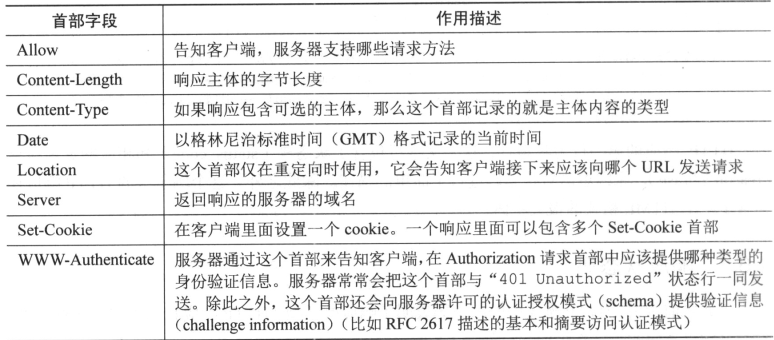 首部字段 作用描述
Allow 告知客户端，服务器支持哪些请求方法
Content-Length 响应主体的字节长度
Content-Type 如果响应包含可选的主体，那么这个首部记录的就是主体内容的类型
Date 以格林尼治标准时间（GMT）格式记录的当前时间
Location 这个首部仅在重定向时使用，它会告知客户端接下来应该向哪个 URL 发送请求
Server 返回响应的服务器的域名
Set-Cookie 在客户端里面设置一个 cookie。一个响应里面可以包含多个 Set-Cookie 首部
WWW-Authenticate 服务器通过这个首部来告知客户端，在 Authorization 请求首部中应该提供哪种类型的
身份验证信息。服务器常常会把这个首部与“401 Unauthorized”状态行一同发
送。除此之外，这个首部还会向服务器许可的认证授权模式（schema）提供验证信息
（challenge information）（比如 RFC 2617 描述的基本和摘要访问认证模式）